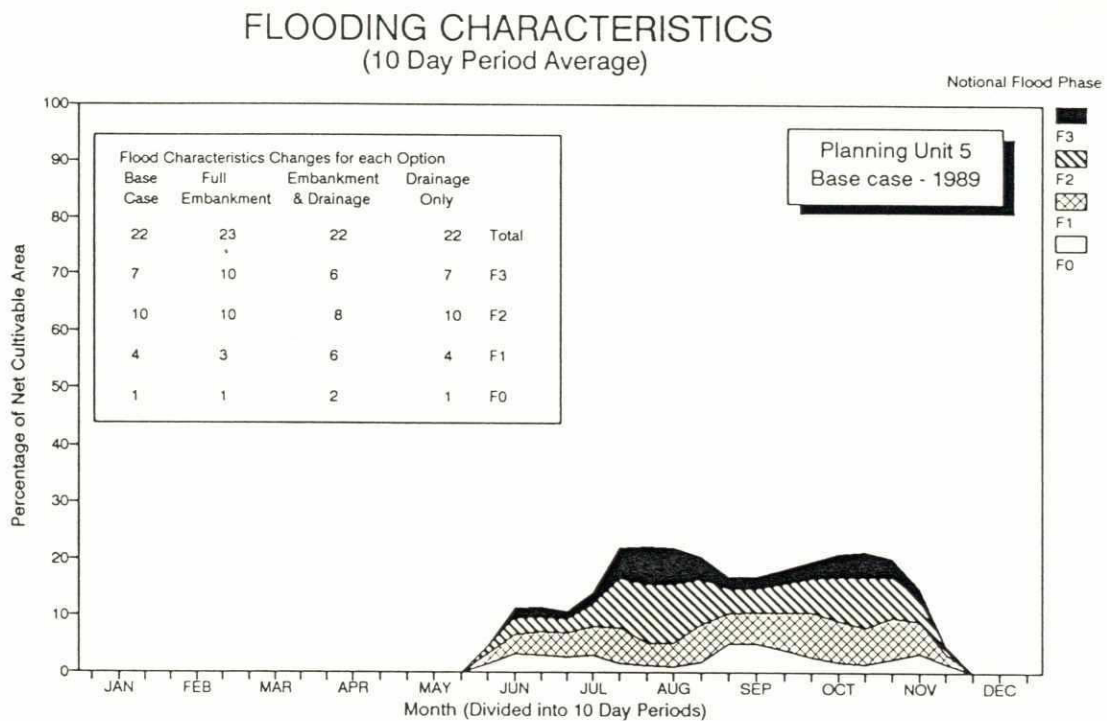 FLOODING CHARACTERISTICS
(10 Day Period Average)
Notional Flood Phase
F3
F2
F1
F0
Planning Unit 5
Base case - 1989
Flood Characteristics Changes for each Option
Base Full Embankment Drainage
Case Embankment & Drainage Only
22 23 22 22 Total
7 10 6 7 F3
10 10 8 10 F2
4 3 6 4 F1
1 1 2 1 F0
Percentage of Net Cultivable Area
100
90
80
70
60
50
40
30
20
10
0
JAN FEB MAR APR MAY JUN JUL AUG SEP OCT NOV DEC
Month (Divided into 10 Day Periods)